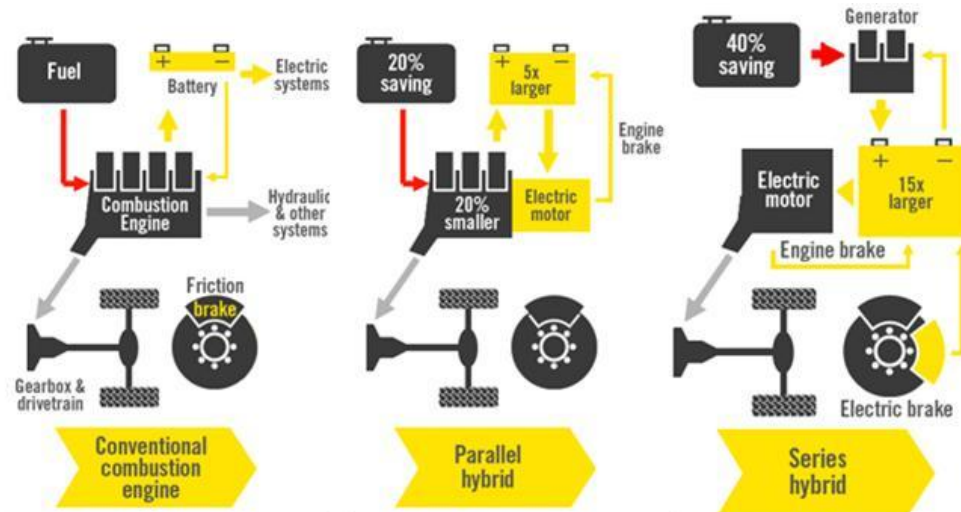 Fuel
+ −
Battery
Electric
systems
Combustion
Engine
Hydraulic
& other
systems
Friction
brake
Gearbox &
drivetrain
Conventional
combustion
engine
20%
saving
+ −
5x
larger
Engine
brake
20%
smaller
Electric
motor
Parallel
hybrid
Generator
40%
saving
+ −
15x
larger
Electric
motor
Engine brake
Electric brake
Series
hybrid